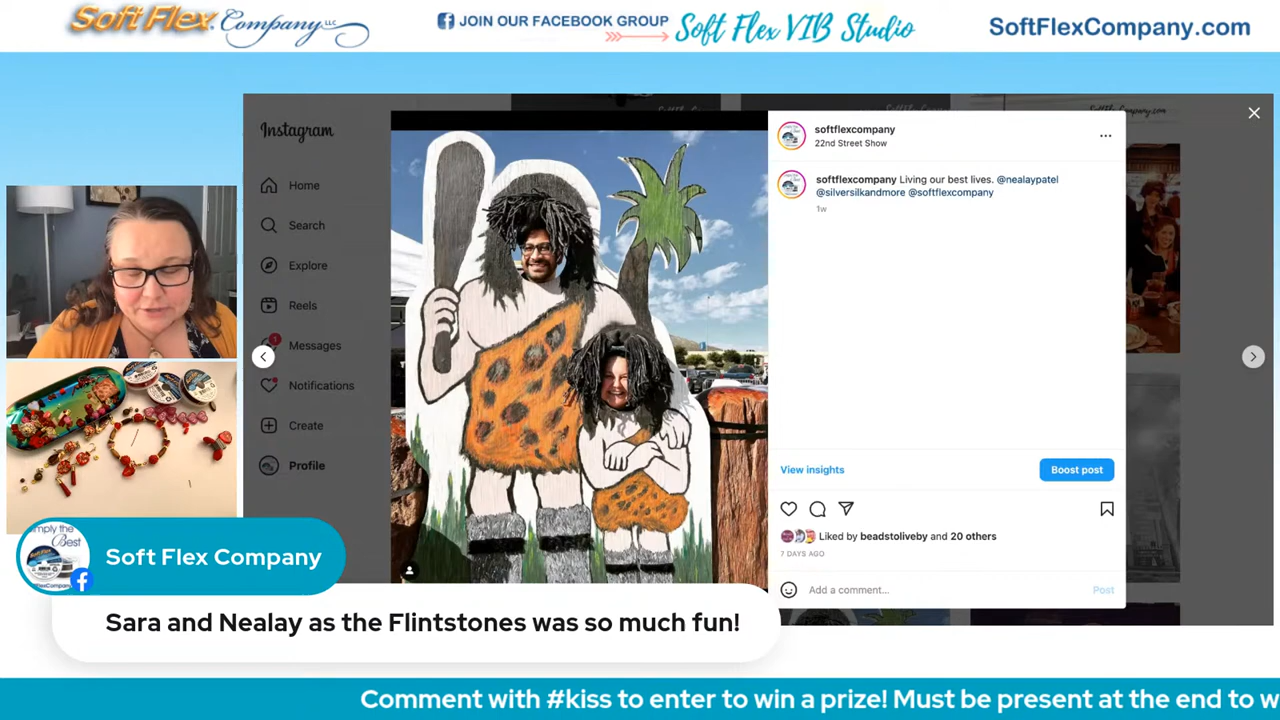 Soft Flex Company LLC
JOIN OUR FACEBOOK GROUP
Soft Flex VIB Studio
SoftFlexCompany.com
Instagram
Home
Search
Explore
Reels
1
Messages
Notifications
Create
Profile
softflexcompany
22nd Street Show
softflexcompany Living our best lives. @nealaypatel
@silversilkandmore @softflexcompany
1w
View insights
Boost post
Liked by beadstoliveby and 20 others
7 DAYS AGO
Add a comment...
Post
Simply the
Best
Soft Flex Company
Sara and Nealay as the Flintstones was so much fun!
Comment with #kiss to enter to win a prize! Must be present at the end to w